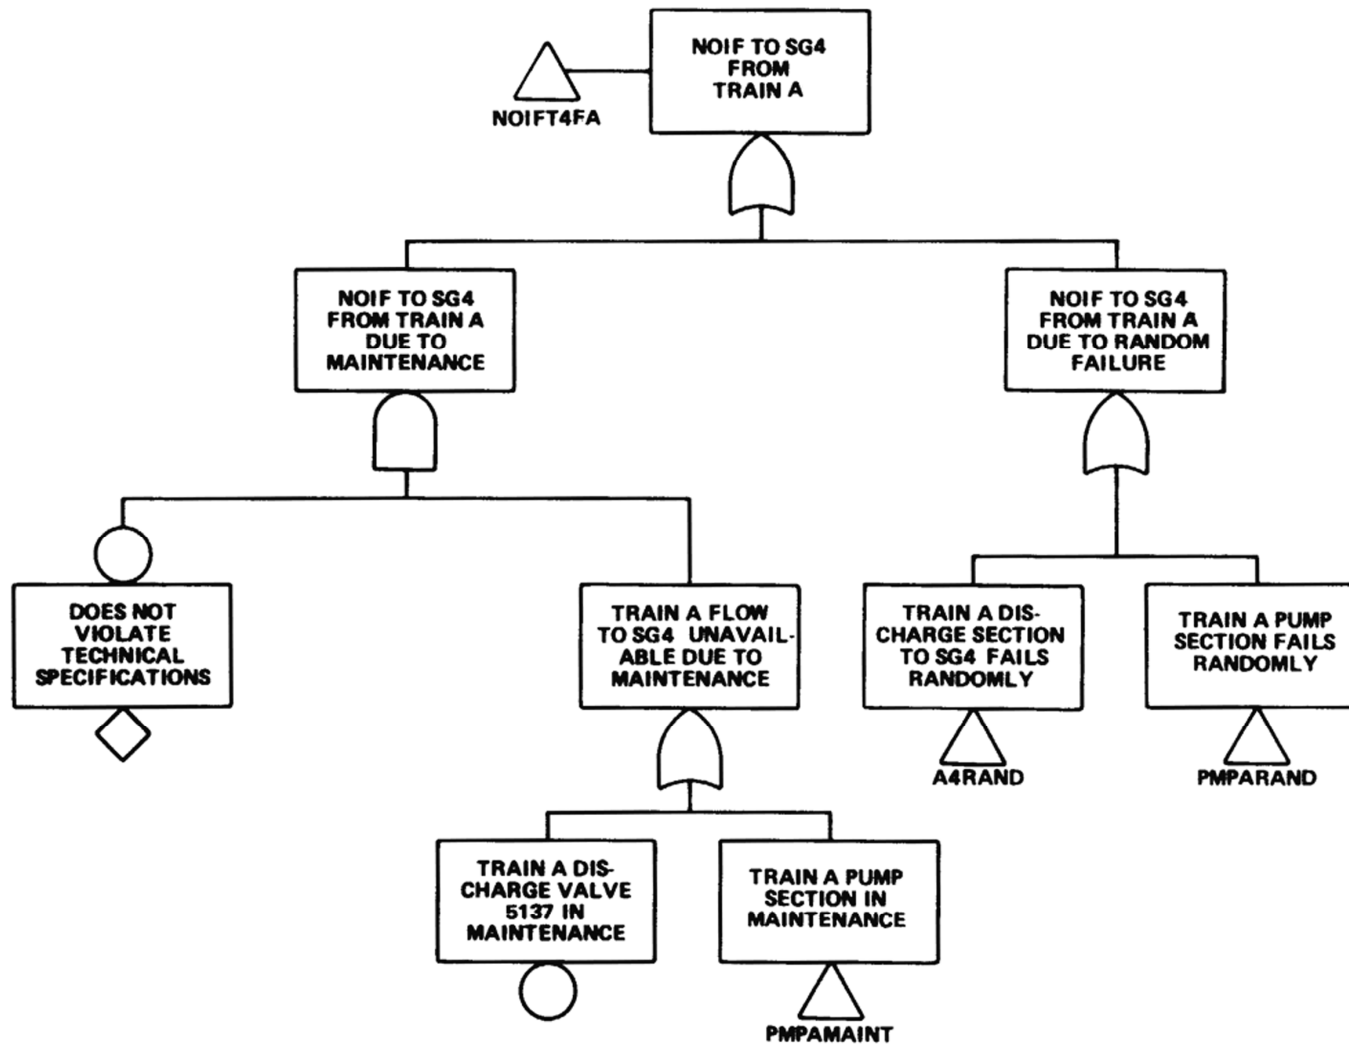 NOIF TO SG4
FROM
TRAIN A
NOIFT4FA
NOIF TO SG4
FROM TRAIN A
DUE TO
MAINTENANCE
NOIF TO SG4
FROM TRAIN A
DUE TO RANDOM
FAILURE
DOES NOT
VIOLATE
TECHNICAL
SPECIFICATIONS
TRAIN A FLOW
TO SG4 UNAVAIL-
ABLE DUE TO
MAINTENANCE
TRAIN A DIS-
CHARGE SECTION
TO SG4 FAILS
RANDOMLY
A4RAND
TRAIN A PUMP
SECTION FAILS
RANDOMLY
PMPARAND
TRAIN A DIS-
CHARGE VALVE
5137 IN
MAINTENANCE
TRAIN A PUMP
SECTION IN
MAINTENANCE
PMPAMAINT